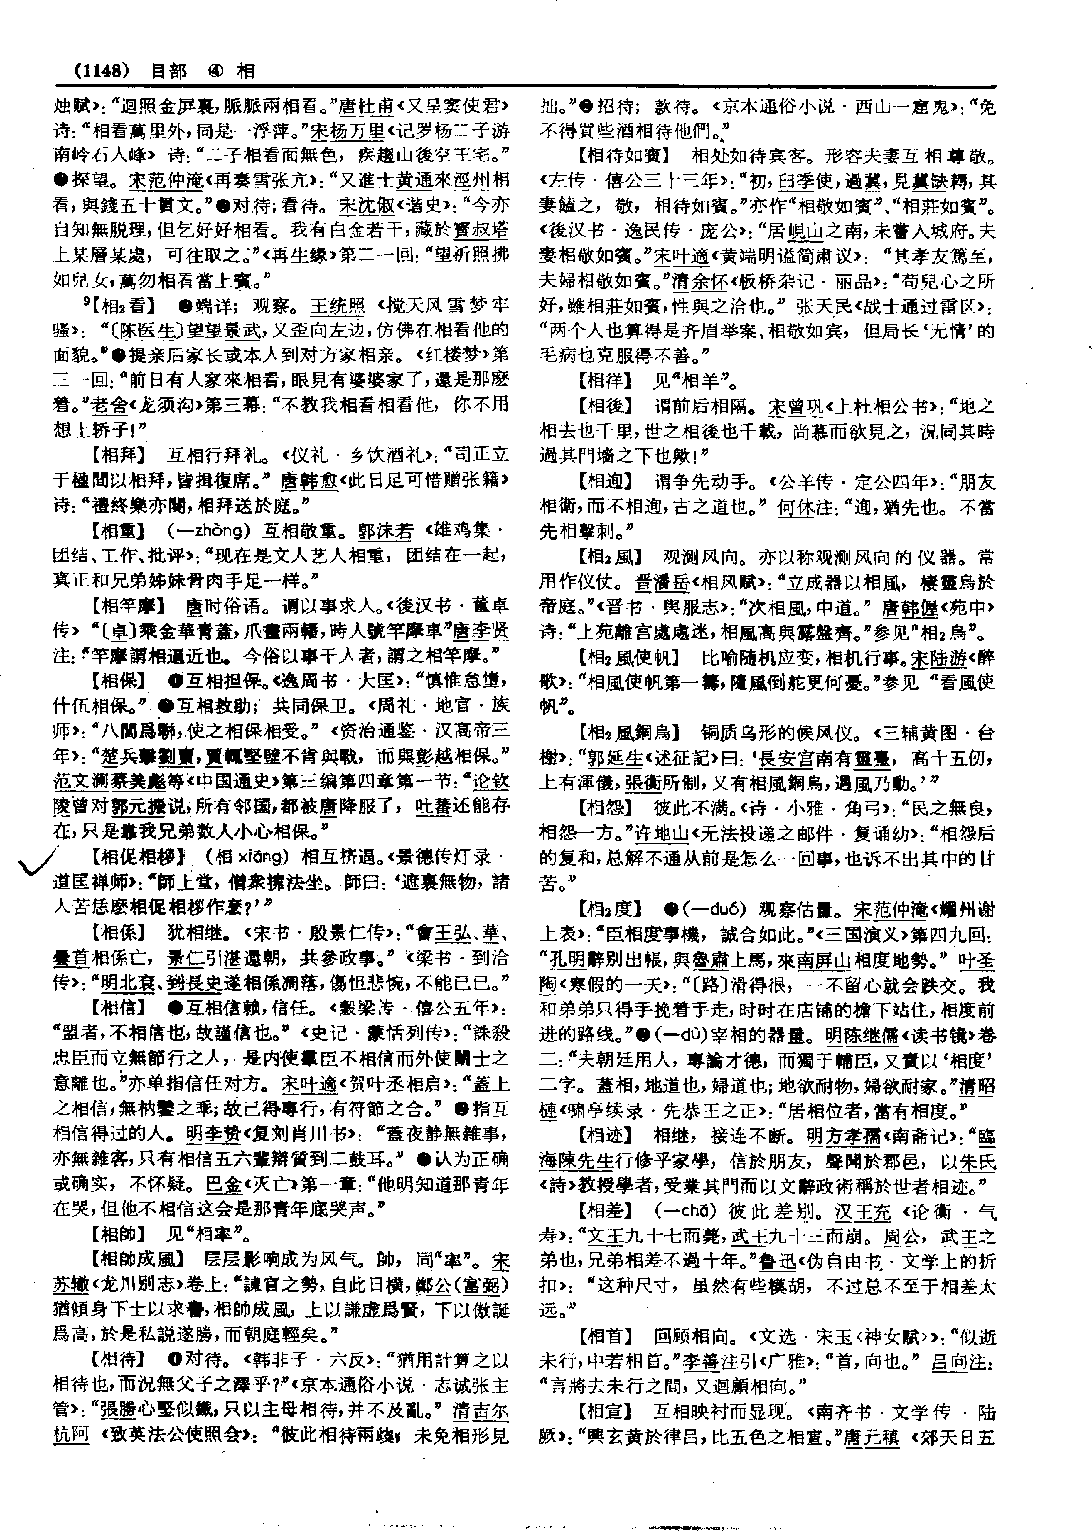 (1148) 目部 ④ 相
烛赋》：“迴照金屏裏，脈脈兩相看。”唐杜甫《又呈窦使君》
诗：“相看萬里外，同是一浮萍。”宋杨万里《记罗杨二子游
南岭石人峰》诗：“二子相看面無色，疾趨山後空王宅。”
❷探望。宋范仲淹《再奏雪张亢》：“又進士黄通來涇州相
看，與錢五十貫文。”❸对待；看待。宋沈俶《谐史》：“今亦
自知無脱理，但乞好好相看。我有白金若干，藏於寶叔塔
上某層某處，可往取之。”《再生缘》第二一回：“望祈照拂
如兒女，萬勿相看當上賓。”
⁹【相₂看】 ❶端详；观察。王统照《搅天风雪梦牢
骚》：“〔陈医生〕望望景武，又歪向左边，仿佛在相看他的
面貌。”❷提亲后家长或本人到对方家相亲。《红楼梦》第
三一回：“前日有人家來相看，眼見有婆婆家了，還是那麽
着。”老舍《龙须沟》第三幕：“不教我相看相看他，你不用
想上轿子！”
【相拜】 互相行拜礼。《仪礼·乡饮酒礼》：“司正立
于楹間以相拜，皆揖復席。”唐韩愈《此日足可惜赠张籍》
诗：“禮終樂亦闋，相拜送於庭。”
【相重】 (一zhòng) 互相敬重。郭沫若《雄鸡集·
团结、工作、批评》：“现在是文人艺人相重，团结在一起，
真正和兄弟姊妹骨肉手足一样。”
【相竿摩】 唐时俗语。谓以事求人。《後汉书·董卓
传》“〔卓〕乘金華青蓋，爪畫兩轓，時人號竿摩車”唐李贤
注：“竿摩謂相逼近也。今俗以事干人者，謂之相竿摩。”
【相保】 ❶互相担保。《逸周书·大匡》：“慎惟怠墮，
什伍相保。”❷互相救助；共同保卫。《周礼·地官·族
师》：“八閭爲聯，使之相保相受。”《资治通鉴·汉高帝三
年》：“楚兵擊劉賈，賈輒堅壁不肯與戰，而與彭越相保。”
范文澜蔡美彪等《中国通史》第三编第四章第一节：“论钦
陵曾对郭元振说，所有邻国，都被唐降服了，吐蕃还能存
在，只是靠我兄弟数人小心相保。”
【相促相拶】 (相xiāng) 相互挤逼。《景德传灯录·
道匡禅师》：“師上堂，僧衆擁法坐。師曰：‘遮裏無物，諸
人苦恁麽相促相拶作麽？’”
【相係】 犹相继。《宋书·殷景仁传》：“會王弘、華、
曇首相係亡，景仁引湛還朝，共參政事。”《梁书·到洽
传》：“明北兗、到長史遂相係凋落，傷怛悲惋，不能已已。”
【相信】 ❶互相信赖，信任。《穀梁传·僖公五年》：
“盟者，不相信也，故謹信也。”《史记·蒙恬列传》：“誅殺
忠臣而立無節行之人，是内使羣臣不相信而外使鬭士之
意離也。”亦单指信任对方。宋叶適《贺叶丞相启》：“蓋上
之相信，無枘鑿之乖；故已得專行，有符節之合。”❷指互
相信得过的人。明李贽《复刘肖川书》：“蓋夜静無雜事，
亦無雜客，只有相信五六輩辯質到二鼓耳。”❸认为正确
或确实，不怀疑。巴金《灭亡》第一章：“他明知道那青年
在哭，但他不相信这会是那青年底哭声。”
【相帥】 见“相率”。
【相帥成風】 层层影响成为风气。帥，同“率”。宋
苏辙《龙川别志》卷上：“諫官之勢，自此日横，鄭公（富弼）
猶傾身下士以求譽，相帥成風，上以謙虚爲賢，下以傲誕
爲高，於是私說遂勝，而朝庭輕矣。”
【相待】 ❶对待。《韩非子·六反》：“猶用計算之以
相待也，而況無父子之澤乎？”《京本通俗小说·志诚张主
管》：“張勝心堅似鐵，只以主母相待，并不及亂。”清吉尔
杭阿《致英法公使照会》：“彼此相待兩歧，未免相形見
拙。”❷招待；款待。《京本通俗小说·西山一窟鬼》：“免
不得買些酒相待他們。”
【相待如賓】 相处如待宾客。形容夫妻互相尊敬。
《左传·僖公三十三年》：“初，臼季使，過冀，見冀缺耨，其
妻饁之，敬，相待如賓。”亦作“相敬如賓”、“相莊如賓”。
《後汉书·逸民传·庞公》：“居峴山之南，未嘗入城府。夫
妻相敬如賓。”宋叶適《黄端明谥简肃议》：“其孝友篤至，
夫婦相敬如賓。”清余怀《板桥杂记·丽品》：“苟兒心之所
好，雖相莊如賓，性與之洽也。”张天民《战士通过雷区》：
“两个人也算得是齐眉举案、相敬如宾，但局长‘无情’的
毛病也克服得不善。”
【相徉】 见“相羊”。
【相後】 谓前后相隔。宋曾巩《上杜相公书》：“地之
相去也千里，世之相後也千載，尚慕而欲見之，況同其時
過其門墻之下也歟！”
【相迿】 谓争先动手。《公羊传·定公四年》：“朋友
相衛，而不相迿，古之道也。”何休注：“迿，猶先也。不當
先相擊刺。”
【相₂風】 观测风向。亦以称观测风向的仪器。常
用作仪仗。晋潘岳《相风赋》：“立成器以相風，棲靈烏於
帝庭。”《晋书·舆服志》：“次相風，中道。”唐韩偓《苑中》
诗：“上苑離宫處處迷，相風高與露盤齊。”参见“相₂烏”。
【相₂風使帆】 比喻随机应变，相机行事。宋陆游《醉
歌》：“相風使帆第一籌，隨風倒舵更何憂。”参见“看風使
帆”。
【相₂風銅烏】 铜质乌形的候风仪。《三辅黄图·台
榭》：“郭延生《述征記》曰：‘長安宫南有靈臺，高十五仞，
上有渾儀，張衡所制，又有相風銅烏，遇風乃動。’”
【相怨】 彼此不满。《诗·小雅·角弓》：“民之無良，
相怨一方。”许地山《无法投递之邮件·复诵幼》：“相怨后
的复和，总解不通从前是怎么一回事，也诉不出其中的甘
苦。”
【相₂度】 ❶(一duó) 观察估量。宋范仲淹《耀州谢
上表》：“臣相度事機，誠合如此。”《三国演义》第四九回：
“孔明辭别出帳，與魯肅上馬，來南屏山相度地勢。”叶圣
陶《寒假的一天》：“〔路〕滑得很，一不留心就会跌交。我
和弟弟只得手挽着手走，时时在店铺的檐下站住，相度前
进的路线。”❷(一dù)宰相的器量。明陈继儒《读书镜》卷
二：“夫朝廷用人，專論才德，而獨于輔臣，又責以‘相度’
二字。蓋相，地道也，婦道也；地欲耐物，婦欲耐家。”清昭
槤《啸亭续录·先恭王之正》：“居相位者，當有相度。”
【相迹】 相继，接连不断。明方孝孺《南斋记》：“臨
海陳先生行修乎家學，信於朋友，聲聞於郡邑，以朱氏
《詩》教授學者，受業其門而以文辭政術稱於世者相迹。”
【相差】 (一chā) 彼此差别。汉王充《论衡·气
寿》：“文王九十七而薨，武王九十三而崩。周公，武王之
弟也，兄弟相差不過十年。”鲁迅《伪自由书·文学上的折
扣》：“这种尺寸，虽然有些模胡，不过总不至于相差太
远。”
【相首】 回顾相向。《文选·宋玉〈神女赋〉》：“似逝
未行，中若相首。”李善注引《广雅》：“首，向也。”吕向注：
“言將去未行之間，又迴顧相向。”
【相宣】 互相映衬而显现。《南齐书·文学传·陆
厥》：“興玄黄於律吕，比五色之相宣。”唐元稹《郊天日五